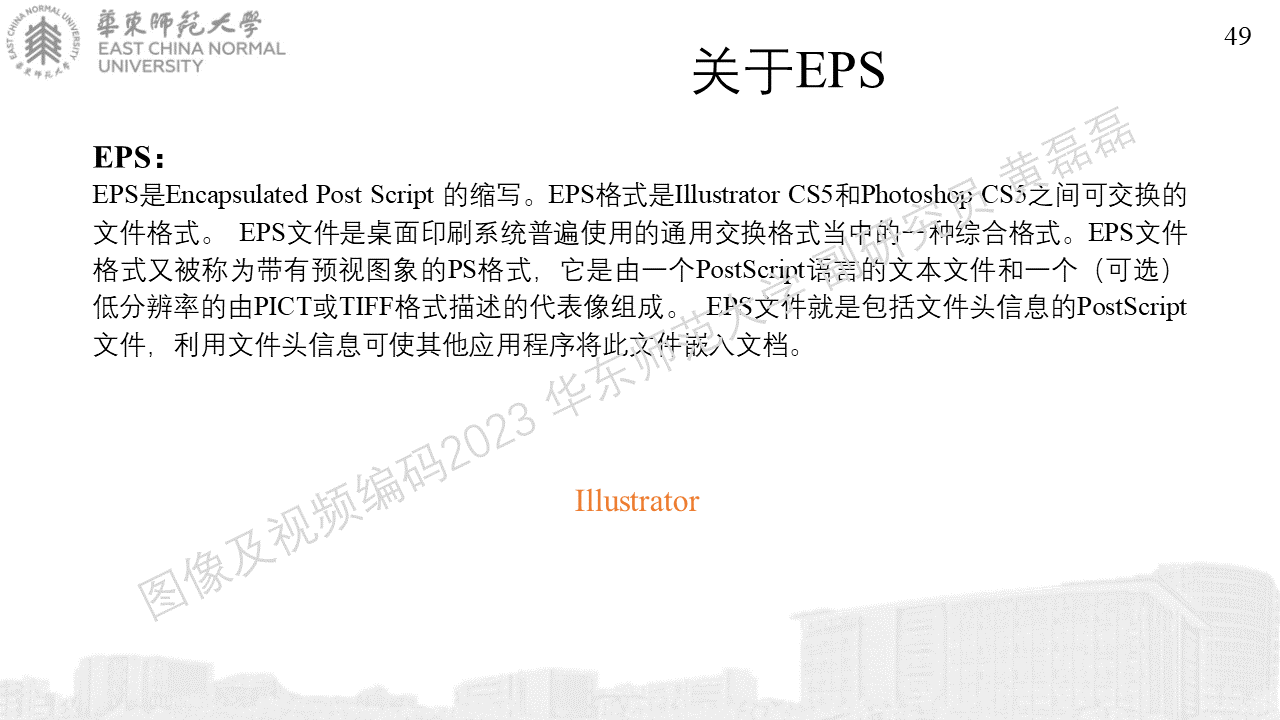 華東師範大學
EAST CHINA NORMAL
UNIVERSITY
EAST CHINA NORMAL UNIVERSITY
華東师范大学
49
关于EPS
EPS：
EPS是Encapsulated Post Script 的缩写。EPS格式是Illustrator CS5和Photoshop CS5之间可交换的
文件格式。 EPS文件是桌面印刷系统普遍使用的通用交换格式当中的一种综合格式。EPS文件
格式又被称为带有预视图象的PS格式，它是由一个PostScript语言的文本文件和一个（可选）
低分辨率的由PICT或TIFF格式描述的代表像组成。 EPS文件就是包括文件头信息的PostScript
文件，利用文件头信息可使其他应用程序将此文件嵌入文档。
Illustrator
图像及视频编码2023 华东师范大学 副研究员 黄磊磊